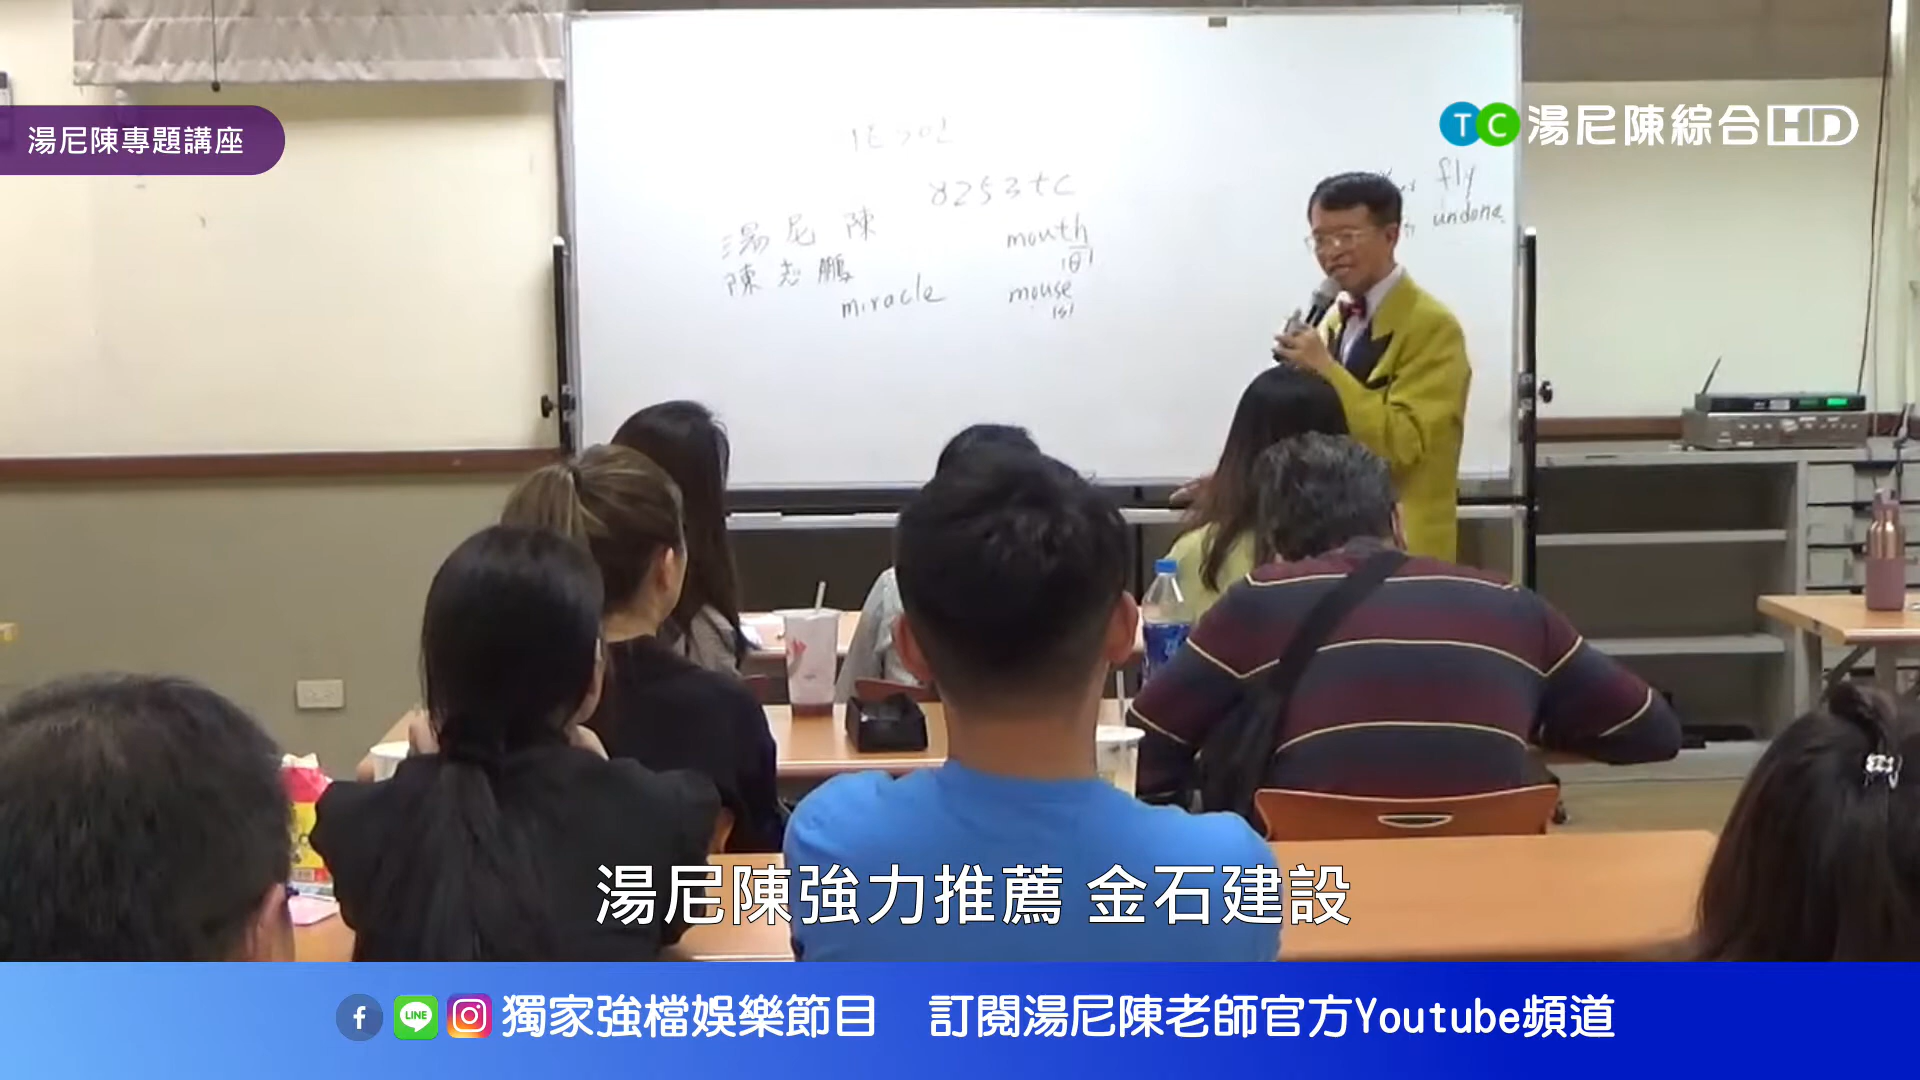 湯尼陳專題講座
TC 湯尼陳綜合HD
8253tc
fly
undone
湯尼陳
mouth
/θ/
陳志鵬
miracle
mouse
/s/
湯尼陳強力推薦 金石建設
LINE
獨家強檔娛樂節目 訂閱湯尼陳老師官方Youtube頻道